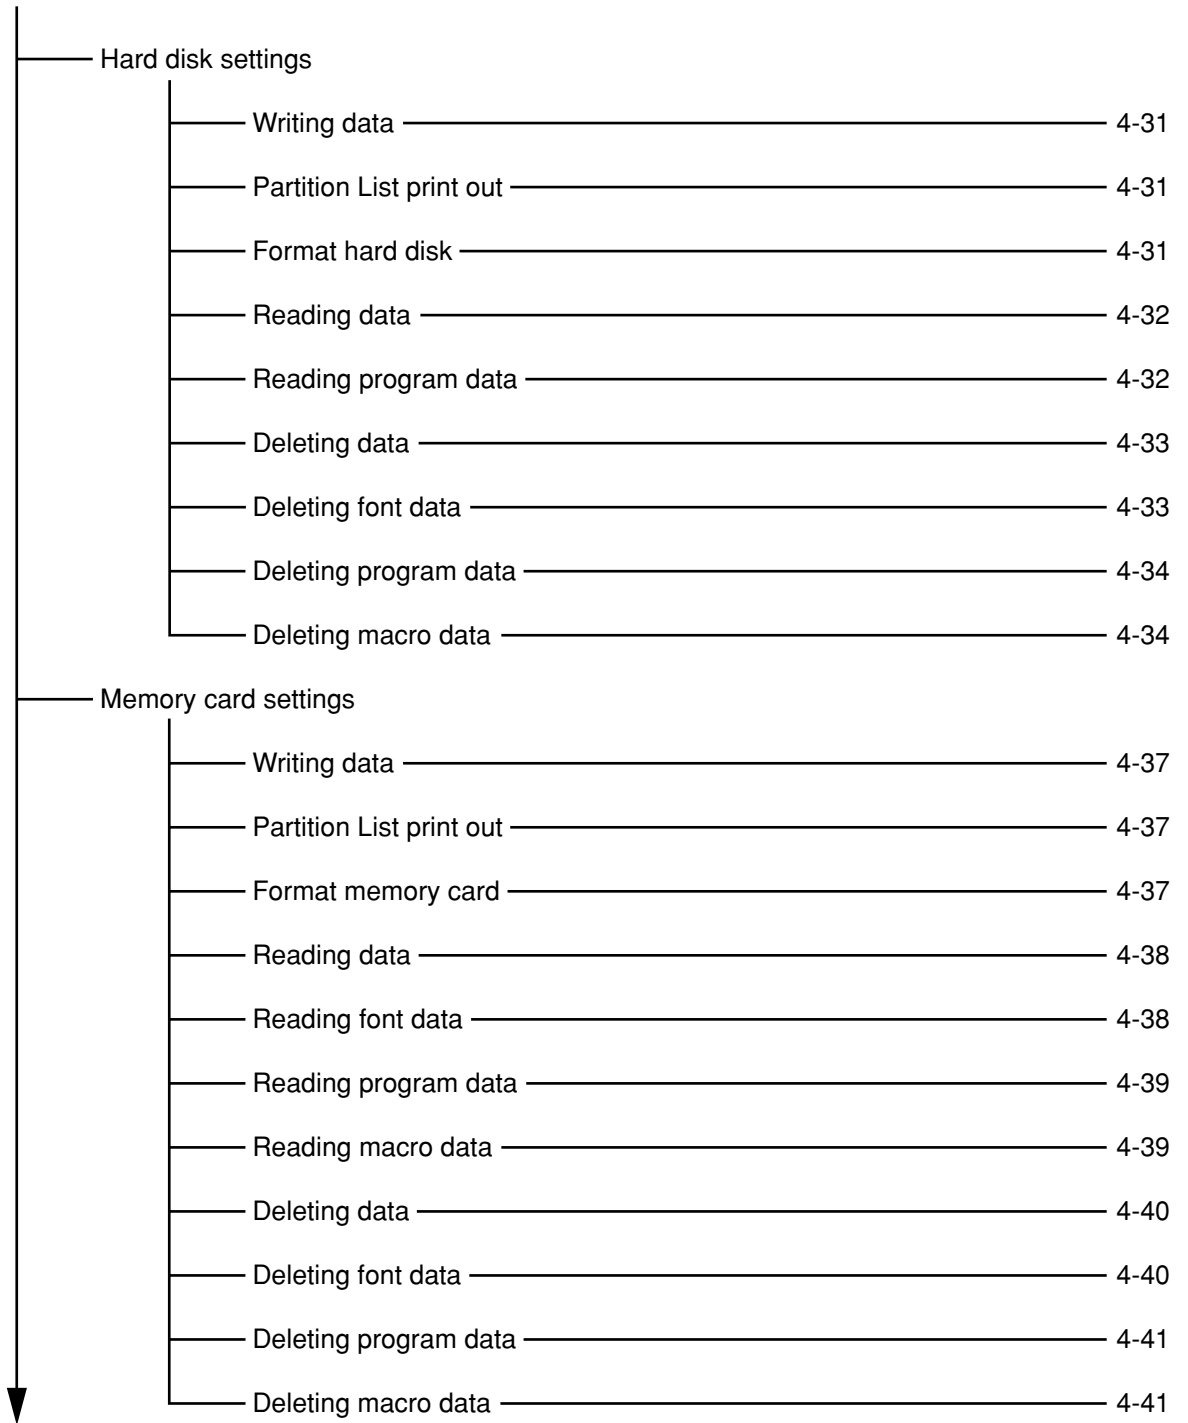 Hard disk settings
Writing data 4-31
Partition List print out 4-31
Format hard disk 4-31
Reading data 4-32
Reading program data 4-32
Deleting data 4-33
Deleting font data 4-33
Deleting program data 4-34
Deleting macro data 4-34
Memory card settings
Writing data 4-37
Partition List print out 4-37
Format memory card 4-37
Reading data 4-38
Reading font data 4-38
Reading program data 4-39
Reading macro data 4-39
Deleting data 4-40
Deleting font data 4-40
Deleting program data 4-41
Deleting macro data 4-41